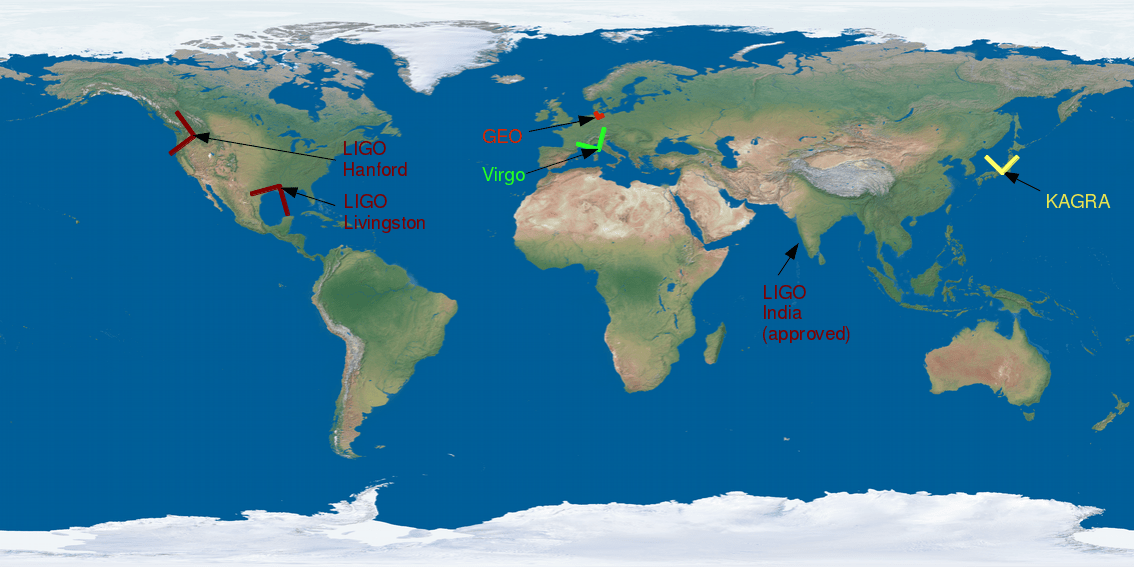 GEO
LIGO
Hanford
Virgo
LIGO
Livingston
KAGRA
LIGO
India
(approved)